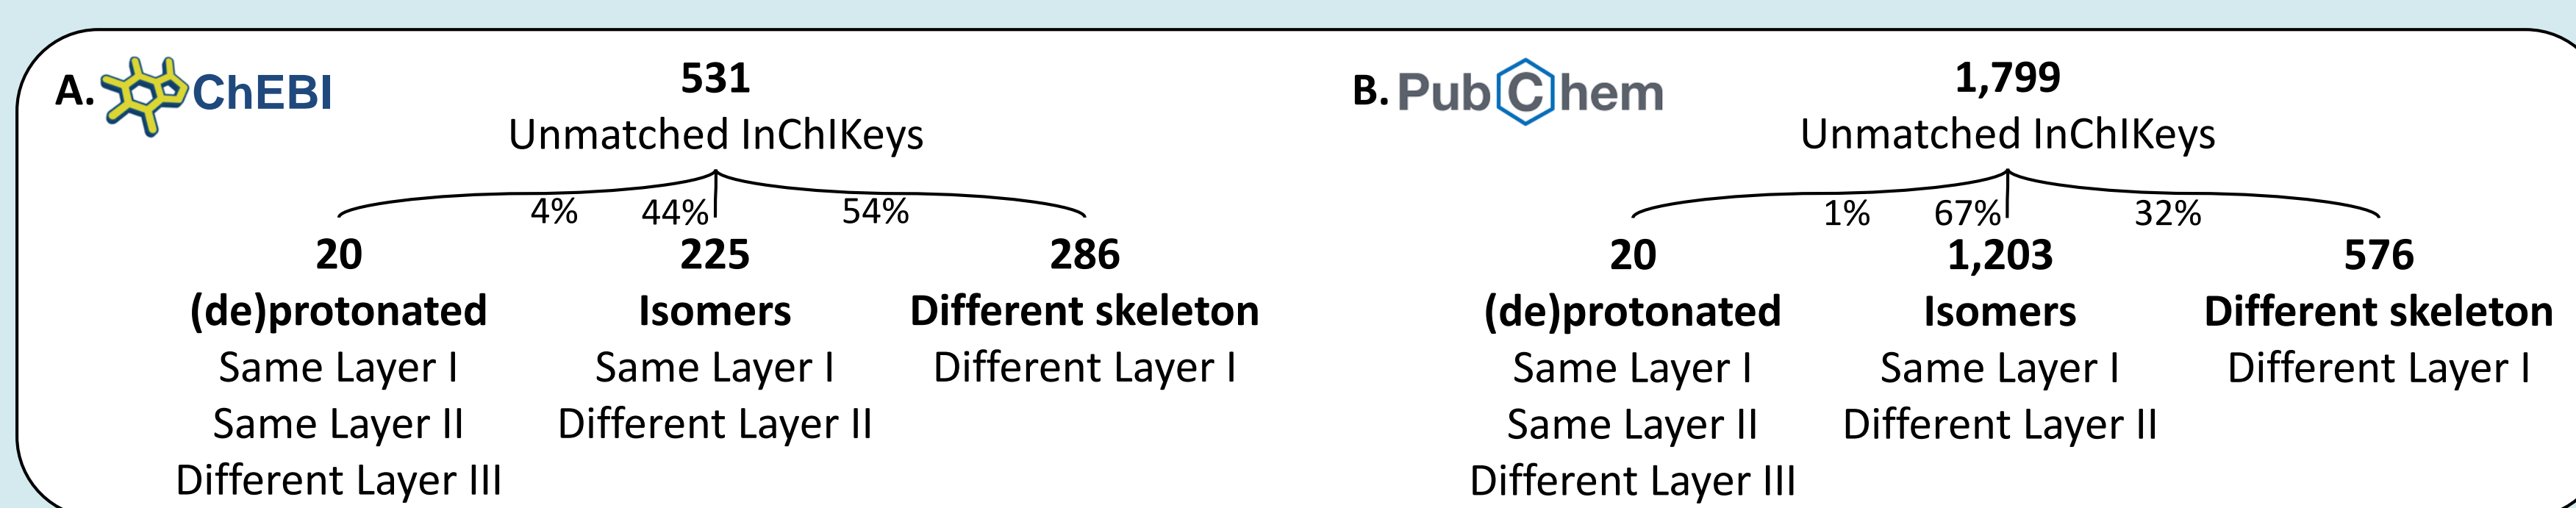 A. ChEBI
531
Unmatched InChIKeys
4% 44% 54%
20 225 286
(de)protonated Isomers Different skeleton
Same Layer I Same Layer I Different Layer I
Same Layer II Different Layer II
Different Layer III
B. PubChem
1,799
Unmatched InChIKeys
1% 67% 32%
20 1,203 576
(de)protonated Isomers Different skeleton
Same Layer I Same Layer I Different Layer I
Same Layer II Different Layer II
Different Layer III